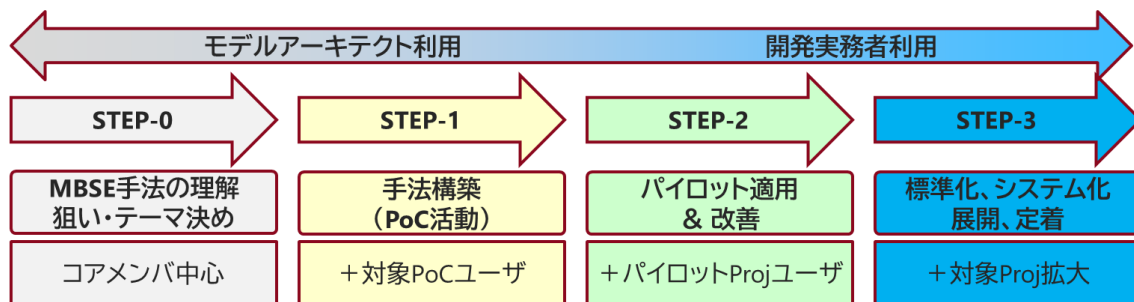 モデルアーキテクト利用
開発実務者利用
STEP-0
STEP-1
STEP-2
STEP-3
MBSE手法の理解
狙い・テーマ決め
手法構築
（PoC活動）
パイロット適用
& 改善
標準化、システム化
展開、定着
コアメンバ中心
＋対象PoCユーザ
＋パイロットProjユーザ
＋対象Proj拡大